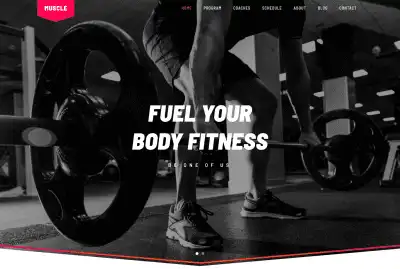 MUSCLE
HOME PROGRAM COACHES SCHEDULE ABOUT BLOG CONTACT
FUEL YOUR
BODY FITNESS
BE ONE OF US